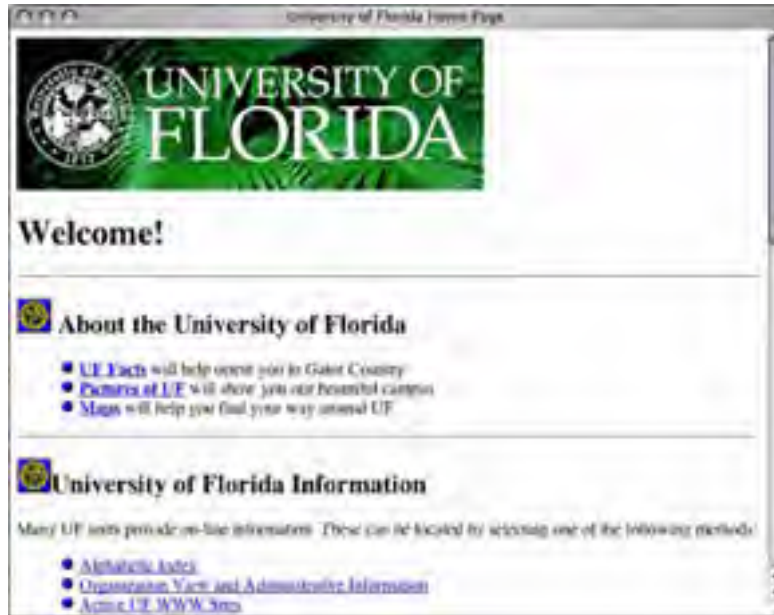 University of Florida Home Page
UNIVERSITY OF
FLORIDA
Welcome!
About the University of Florida
UF Facts will help orient you to Gator Country
Pictures of UF will show you our beautiful campus
Maps will help you find your way around UF
University of Florida Information
Many UF units provide on-line information. These can be located by selecting one of the following methods
Alphabetic Index
Organization View and Administrative Information
Active UF WWW Sites